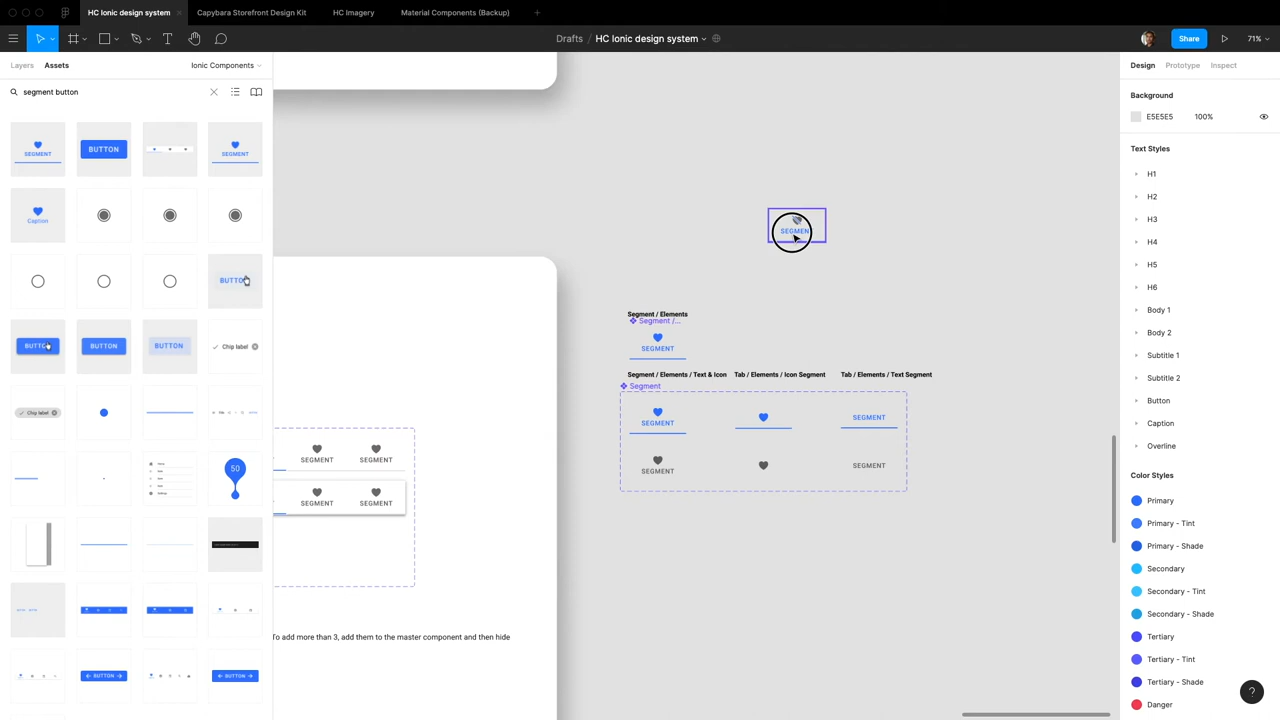 HC Ionic design system
Capybara Storefront Design Kit
HC Imagery
Material Components (Backup)
Drafts / HC Ionic design system
Share
71%
Layers
Assets
Ionic Components
segment button
SEGMENT
BUTTON
SEGMENT
Caption
BUTTON
BUTTON
BUTTON
BUTTON
Chip label
Chip label
50
BUTTON
BUTTON
SEGMEN
Segment / Elements
Segment /...
SEGMENT
Segment / Elements / Text & Icon
Tab / Elements / Icon Segment
Tab / Elements / Text Segment
Segment
SEGMENT
SEGMENT
SEGMENT
SEGMENT
SEGMENT
SEGMENT
SEGMENT
SEGMENT
To add more than 3, add them to the master component and then hide
Design
Prototype
Inspect
Background
E5E5E5
100%
Text Styles
H1
H2
H3
H4
H5
H6
Body 1
Body 2
Subtitle 1
Subtitle 2
Button
Caption
Overline
Color Styles
Primary
Primary - Tint
Primary - Shade
Secondary
Secondary - Tint
Secondary - Shade
Tertiary
Tertiary - Tint
Tertiary - Shade
Danger
?